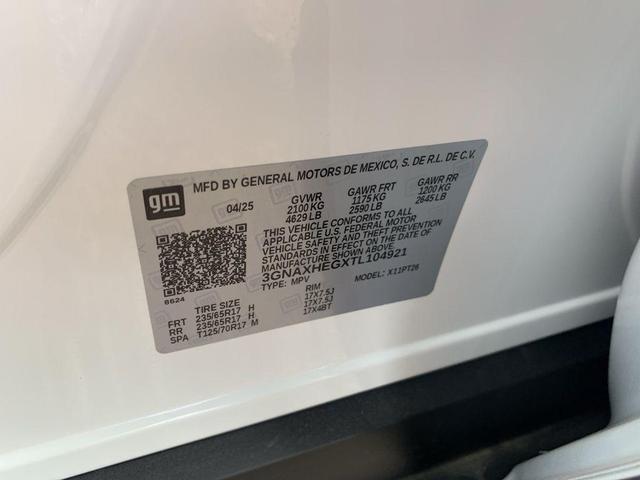 gm
MFD BY GENERAL MOTORS DE MEXICO, S. DE R.L. DE C.V.
04/25 GVWR GAWR FRT GAWR RR
2100 KG 1175 KG 1200 KG
4629 LB 2590 LB 2645 LB
THIS VEHICLE CONFORMS TO ALL
APPLICABLE U.S. FEDERAL MOTOR
VEHICLE SAFETY AND THEFT PREVENTION
STANDARDS IN EFFECT ON THE DATE OF
MANUFACTURE SHOWN ABOVE.
3GNAXHEGXTL104921
TYPE: MPV MODEL: X11PT26
8624
TIRE SIZE RIM
FRT 235/65R17 H 17X7.5J
RR 235/65R17 H 17X7.5J
SPA T125/70R17 M 17X4BT